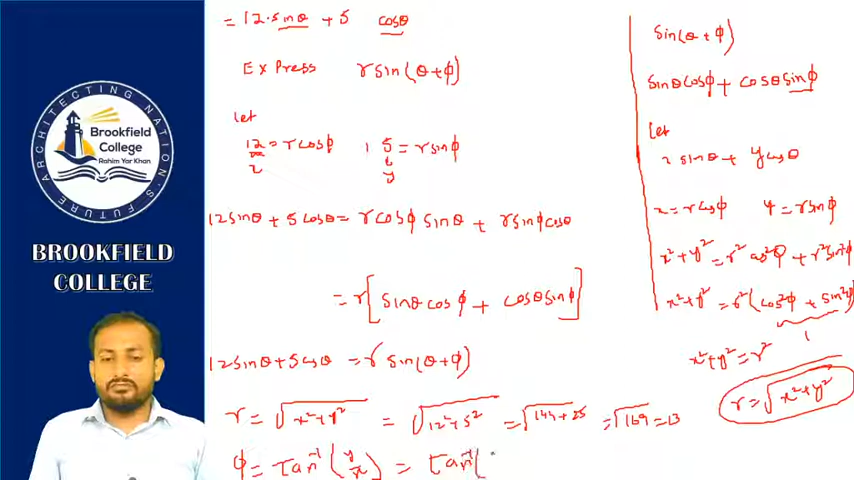 ARCHITECTING NATION'S FUTURE
Brookfield
College
Rahim Yar Khan
BROOKFIELD
COLLEGE
= 12.sinθ + 5 cosθ
Express r sin(θ+ϕ)
let
12 = r cosϕ , 5 = r sinϕ
x y
12 sinθ + 5 cosθ = r cosϕ sinθ + r sinϕ cosθ
= r[sinθ cosϕ + cosθ sinϕ]
12 sinθ + 5 cosθ = r sin(θ+ϕ)
r = √x²+y² = √12²+5² = √144+25 = √169 = 13
ϕ = Tan⁻¹(y/x) = Tan⁻¹(
sin(θ+ϕ)
sinθcosϕ + cosθ sinϕ
Let
x sinθ + y cosθ
x = r cosϕ y = r sinϕ
x²+y² = r² cos²ϕ + r² sin²ϕ
x²+y² = r²(cos²ϕ + sin²ϕ)
1
x²+y² = r²
r = √x²+y²